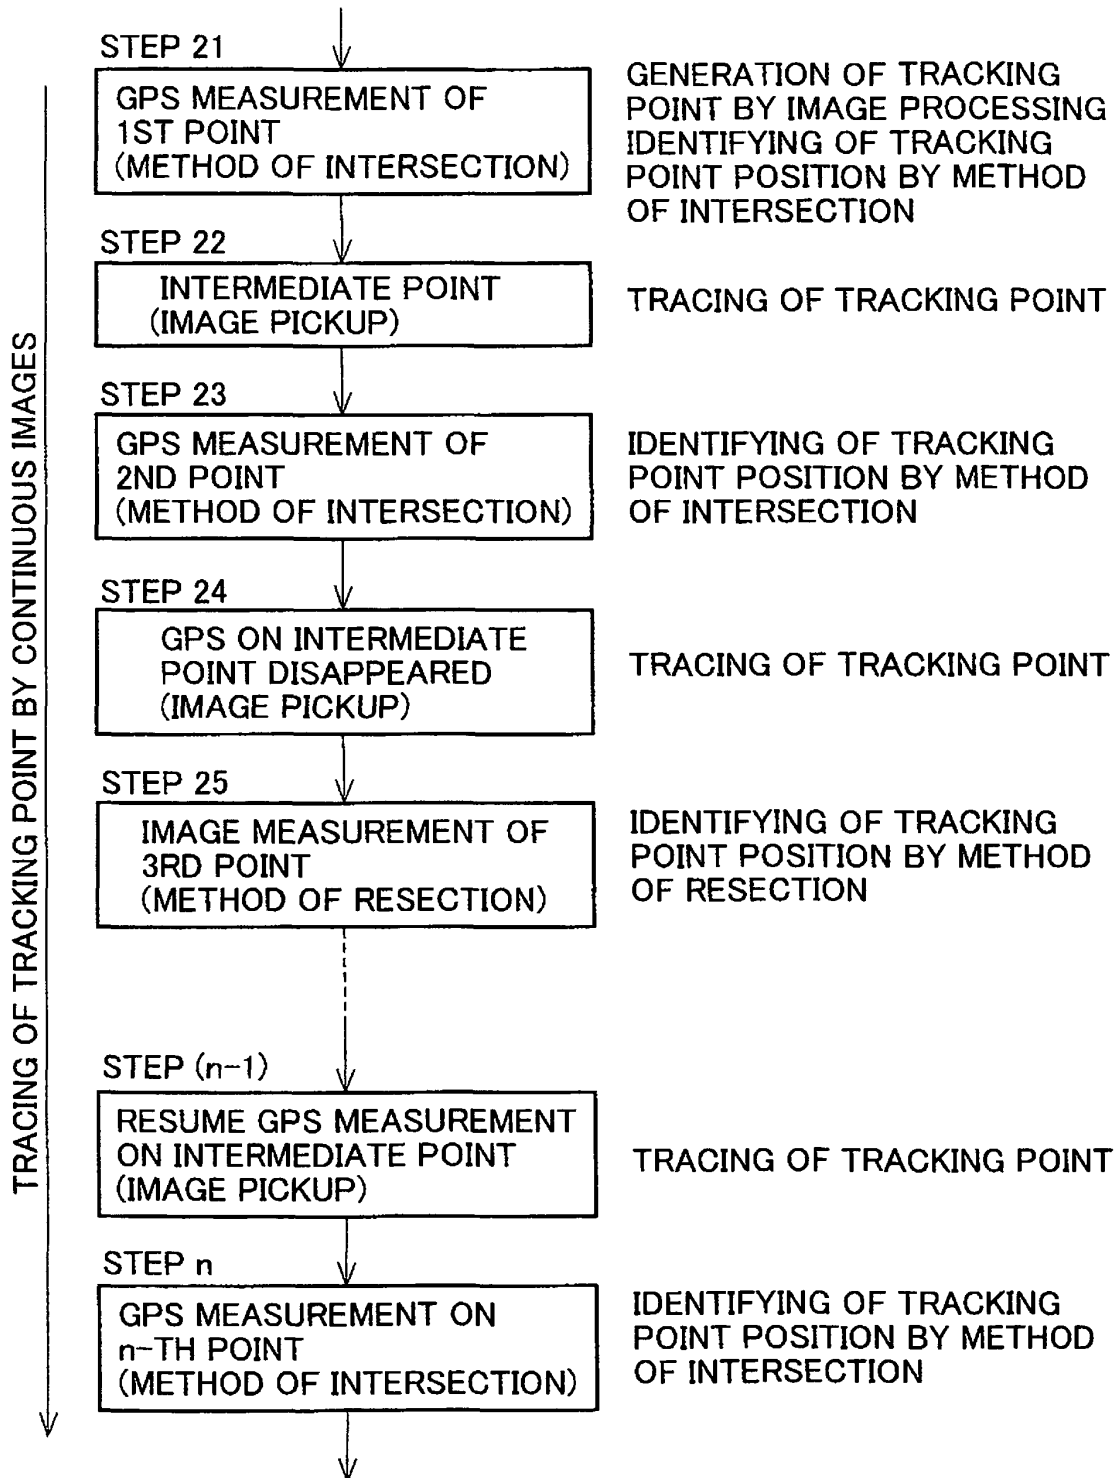 TRACING OF TRACKING POINT BY CONTINUOUS IMAGES
STEP 21
GPS MEASUREMENT OF
1ST POINT
(METHOD OF INTERSECTION)
GENERATION OF TRACKING
POINT BY IMAGE PROCESSING
IDENTIFYING OF TRACKING
POINT POSITION BY METHOD
OF INTERSECTION
STEP 22
INTERMEDIATE POINT
(IMAGE PICKUP)
TRACING OF TRACKING POINT
STEP 23
GPS MEASUREMENT OF
2ND POINT
(METHOD OF INTERSECTION)
IDENTIFYING OF TRACKING
POINT POSITION BY METHOD
OF INTERSECTION
STEP 24
GPS ON INTERMEDIATE
POINT DISAPPEARED
(IMAGE PICKUP)
TRACING OF TRACKING POINT
STEP 25
IMAGE MEASUREMENT OF
3RD POINT
(METHOD OF RESECTION)
IDENTIFYING OF TRACKING
POINT POSITION BY METHOD
OF RESECTION
STEP (n-1)
RESUME GPS MEASUREMENT
ON INTERMEDIATE POINT
(IMAGE PICKUP)
TRACING OF TRACKING POINT
STEP n
GPS MEASUREMENT ON
n-TH POINT
(METHOD OF INTERSECTION)
IDENTIFYING OF TRACKING
POINT POSITION BY METHOD
OF INTERSECTION